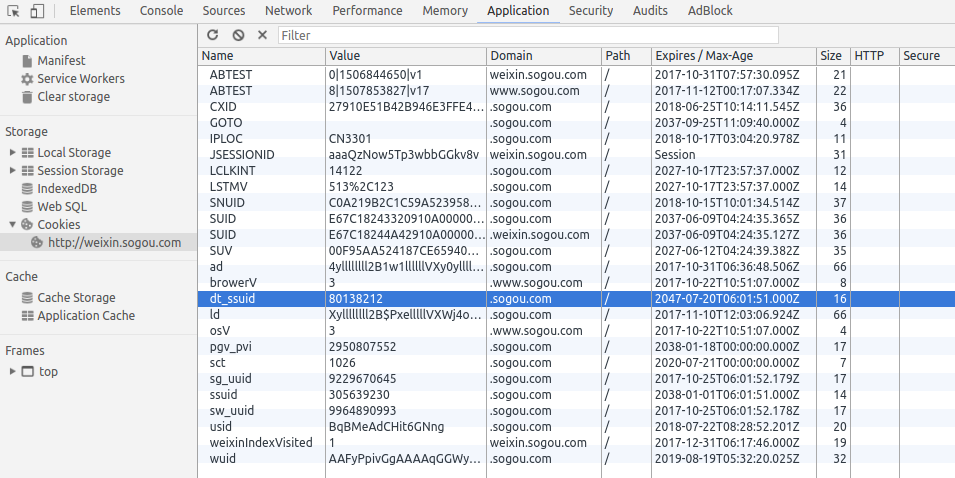 Elements Console Sources Network Performance Memory Application Security Audits AdBlock
Application
Manifest
Service Workers
Clear storage
Storage
Local Storage
Session Storage
IndexedDB
Web SQL
Cookies
http://weixin.sogou.com
Cache
Cache Storage
Application Cache
Frames
top
Filter
Name Value Domain Path Expires / Max-Age Size HTTP Secure
ABTEST 0|1506844650|v1 weixin.sogou.com / 2017-10-31T07:57:30.095Z 21
ABTEST 8|1507853827|v17 www.sogou.com / 2017-11-12T00:17:07.334Z 22
CXID 27910E51B42B946E3FFE4... .sogou.com / 2018-06-25T10:14:11.545Z 36
GOTO .sogou.com / 2037-09-25T11:09:40.000Z 4
IPLOC CN3301 .sogou.com / 2018-10-17T03:04:20.978Z 11
JSESSIONID aaaQzNow5Tp3wbbGGkv8v weixin.sogou.com / Session 31
LCLKINT 14122 .sogou.com / 2027-10-17T23:57:37.000Z 12
LSTMV 513%2C123 .sogou.com / 2027-10-17T23:57:37.000Z 14
SNUID C0A219B2C1C59A523958... .sogou.com / 2018-10-15T10:01:34.514Z 37
SUID E67C18243320910A00000... .sogou.com / 2037-06-09T04:24:35.365Z 36
SUID E67C18244A42910A00000... .weixin.sogou.com / 2037-06-09T04:24:35.127Z 36
SUV 00F95AA524187CE65940... .sogou.com / 2027-06-12T04:24:39.382Z 35
ad 4yllllllll2B1w1llllllVXy0yllll... .sogou.com / 2017-10-31T06:36:48.506Z 66
browerV 3 .www.sogou.com / 2017-10-22T10:51:07.000Z 8
dt_ssuid 80138212 .sogou.com / 2047-07-20T06:01:51.000Z 16
ld Xyllllllll2B$PxelllllVXWj4o... .sogou.com / 2017-11-10T12:03:06.924Z 66
osV 3 .www.sogou.com / 2017-10-22T10:51:07.000Z 4
pgv_pvi 2950807552 .sogou.com / 2038-01-18T00:00:00.000Z 17
sct 1026 .sogou.com / 2020-07-21T00:00:00.000Z 7
sg_uuid 9229670645 .sogou.com / 2017-10-25T06:01:52.179Z 17
ssuid 305639230 .sogou.com / 2038-01-01T06:01:51.000Z 14
sw_uuid 9964890993 .sogou.com / 2017-10-25T06:01:52.178Z 17
usid BqBMeAdCHit6GNng .sogou.com / 2018-07-22T08:28:52.201Z 20
weixinIndexVisited 1 weixin.sogou.com / 2017-12-31T06:17:46.000Z 19
wuid AAFyPpivGgAAAAqGGWy... .sogou.com / 2019-08-19T05:32:20.025Z 32